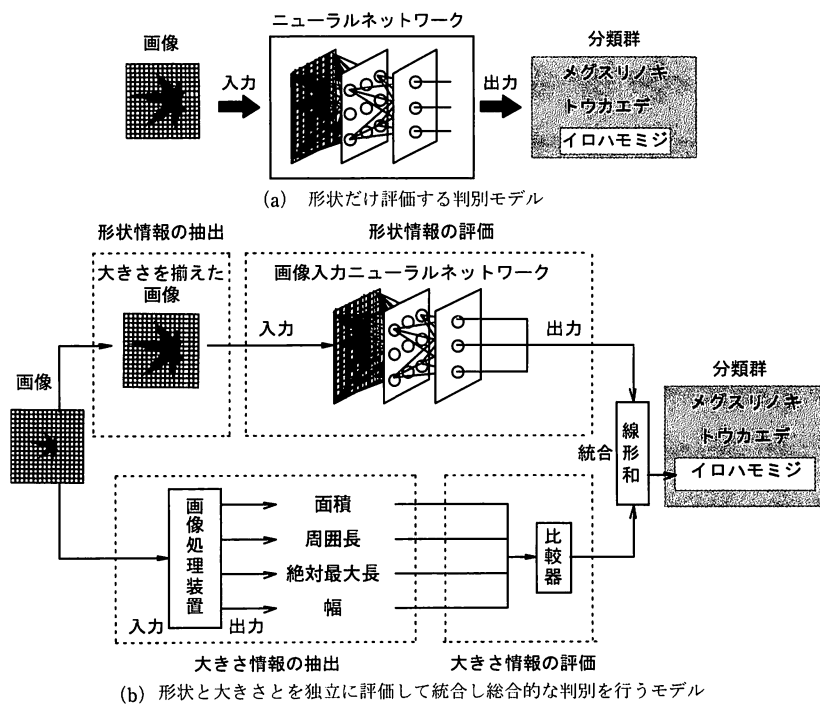 ニューラルネットワーク
画像
入力
出力
分類群
メグスリノキ
トウカエデ
イロハモミジ
(a) 形状だけ評価する判別モデル
形状情報の抽出
形状情報の評価
大きさを揃えた
画像
画像入力ニューラルネットワーク
入力
出力
画像
分類群
メグスリノキ
トウカエデ
イロハモミジ
統合
線形和
画像処理装置
入力
出力
面積
周囲長
絶対最大長
幅
比較器
大きさ情報の抽出
大きさ情報の評価
(b) 形状と大きさとを独立に評価して統合し総合的な判別を行うモデル